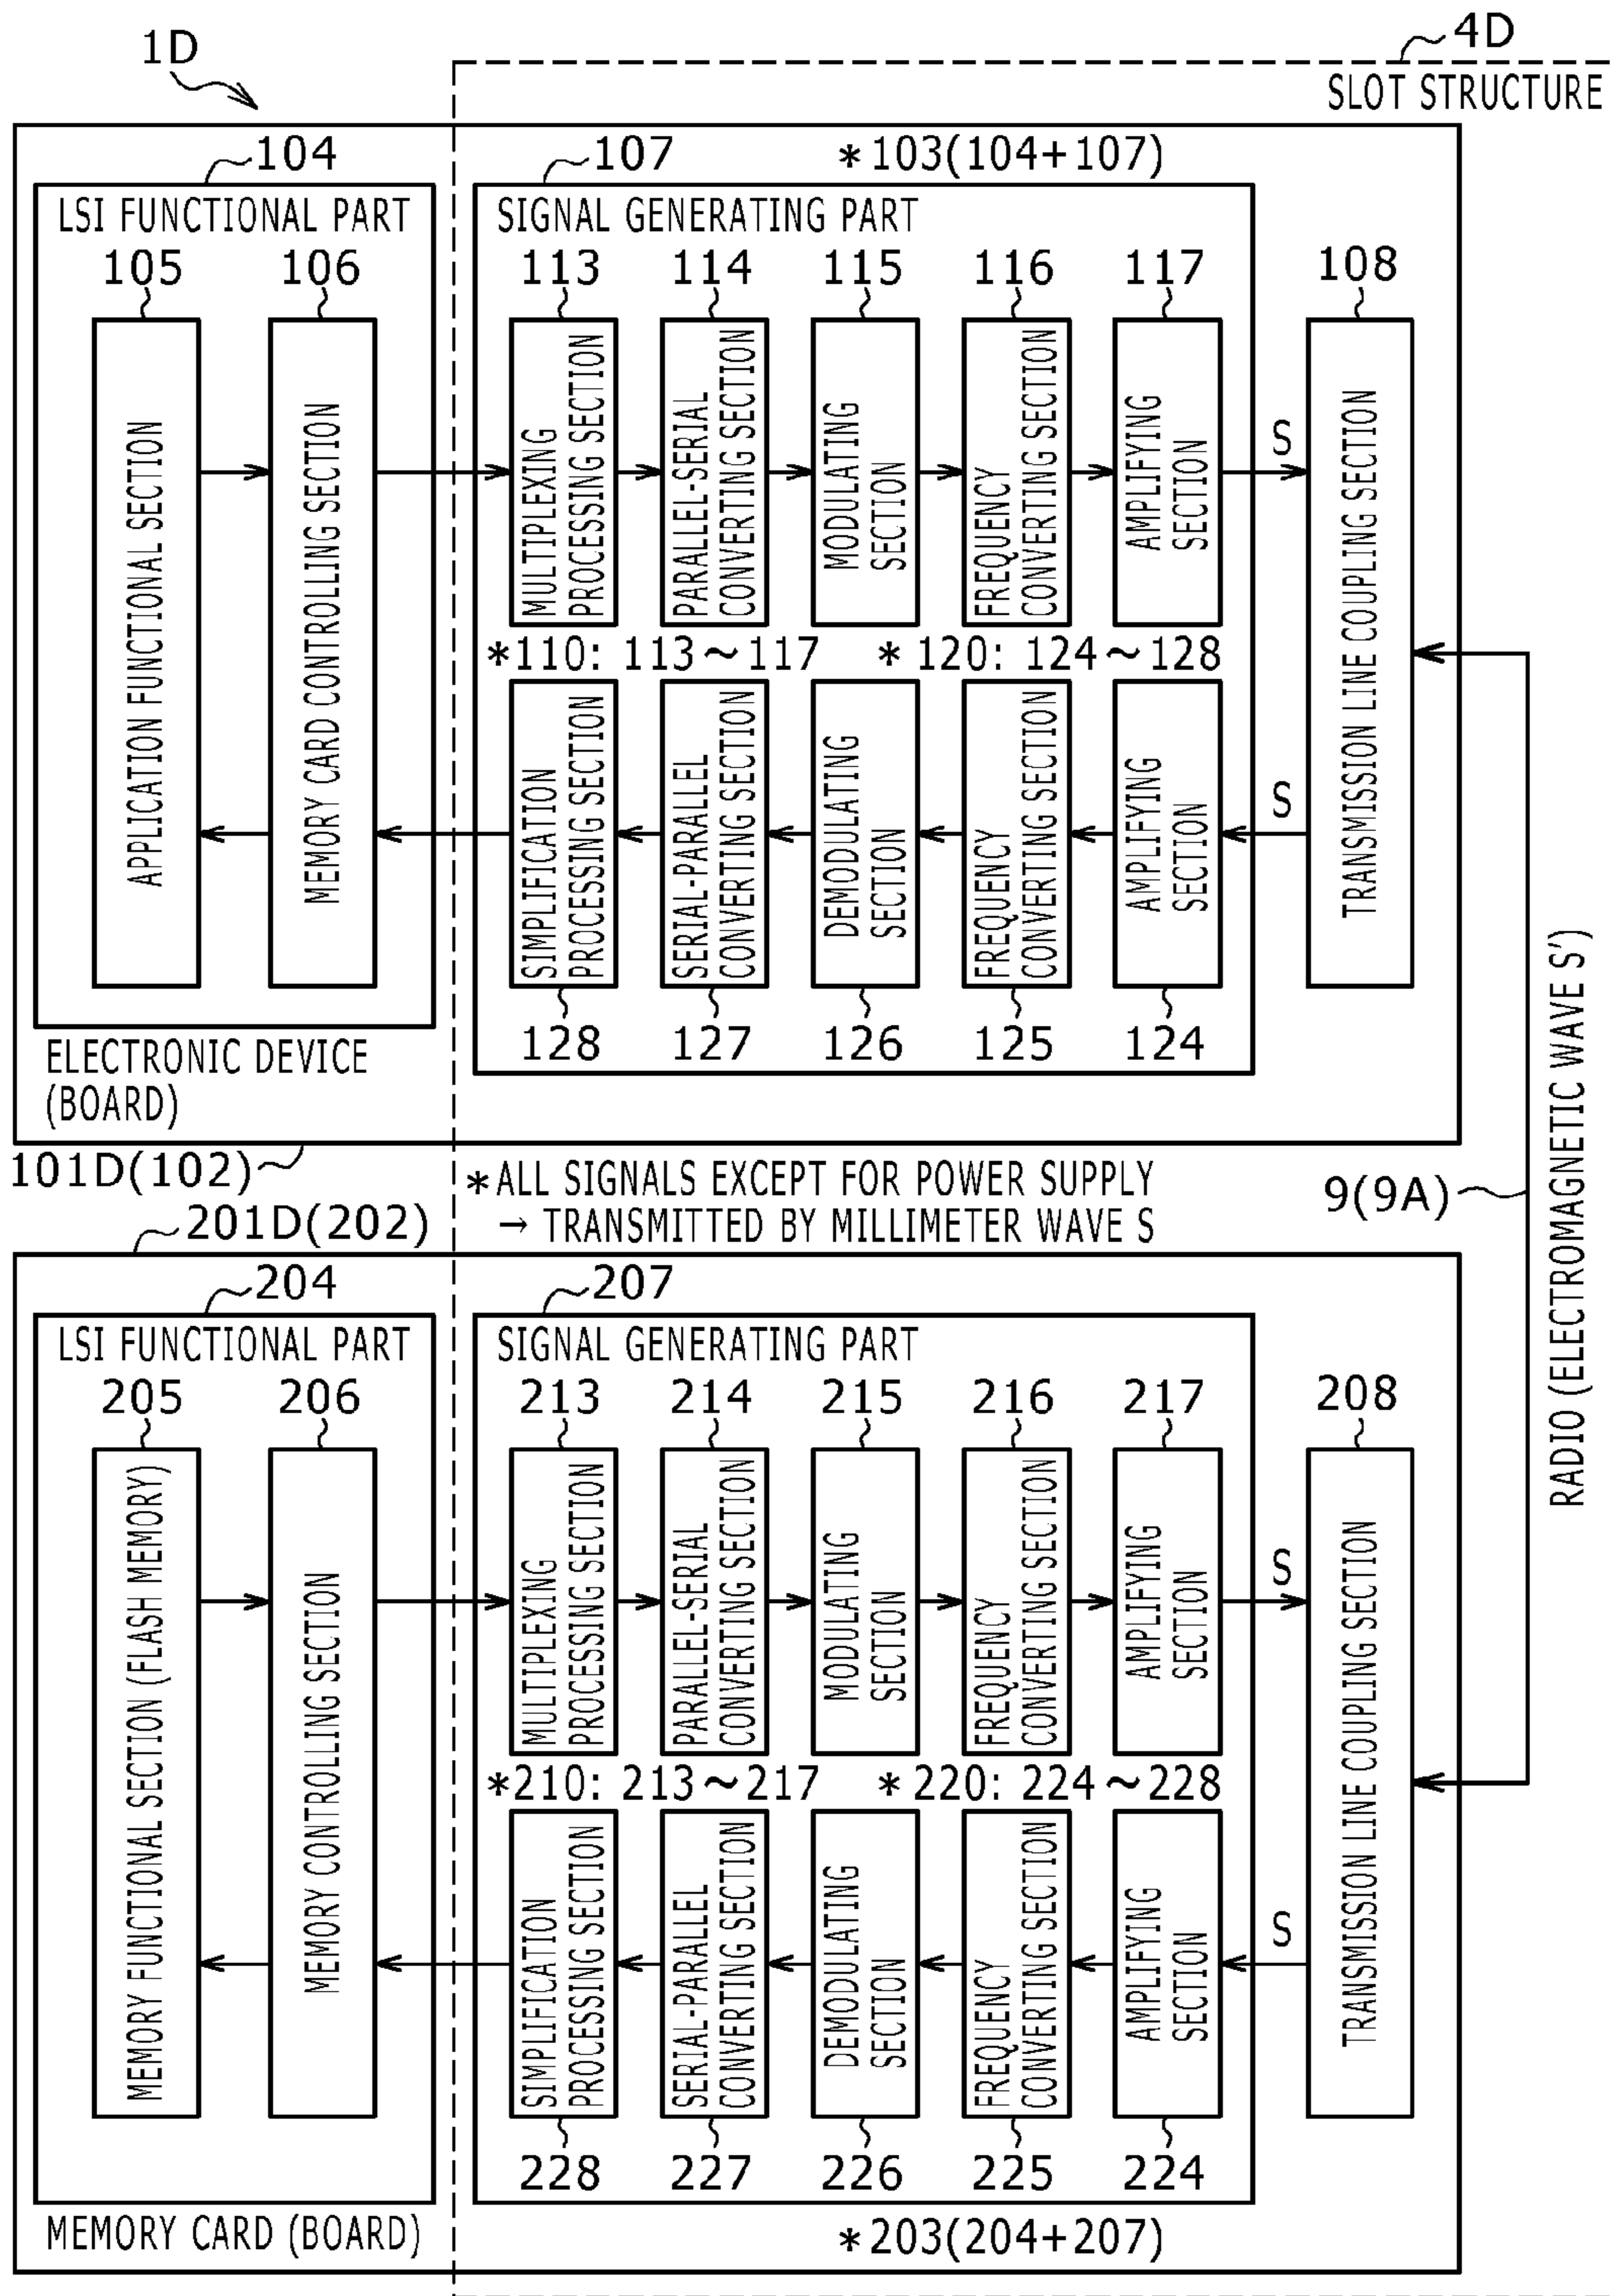 1D
4D
SLOT STRUCTURE
104
107
*103(104+107)
LSI FUNCTIONAL PART
SIGNAL GENERATING PART
105
106
113
114
115
116
117
108
APPLICATION FUNCTIONAL SECTION
MEMORY CARD CONTROLLING SECTION
MULTIPLEXING
PROCESSING SECTION
PARALLEL-SERIAL
CONVERTING SECTION
MODULATING
SECTION
FREQUENCY
CONVERTING SECTION
AMPLIFYING
SECTION
S
TRANSMISSION LINE COUPLING SECTION
*110: 113~117
*120: 124~128
SIMPLIFICATION
PROCESSING SECTION
SERIAL-PARALLEL
CONVERTING SECTION
DEMODULATING
SECTION
FREQUENCY
CONVERTING SECTION
AMPLIFYING
SECTION
S
128
127
126
125
124
ELECTRONIC DEVICE
(BOARD)
101D(102)
*ALL SIGNALS EXCEPT FOR POWER SUPPLY
→ TRANSMITTED BY MILLIMETER WAVE S
9(9A)
RADIO (ELECTROMAGNETIC WAVE S')
201D(202)
204
207
LSI FUNCTIONAL PART
SIGNAL GENERATING PART
205
206
213
214
215
216
217
208
MEMORY FUNCTIONAL SECTION (FLASH MEMORY)
MEMORY CONTROLLING SECTION
MULTIPLEXING
PROCESSING SECTION
PARALLEL-SERIAL
CONVERTING SECTION
MODULATING
SECTION
FREQUENCY
CONVERTING SECTION
AMPLIFYING
SECTION
S
TRANSMISSION LINE COUPLING SECTION
*210: 213~217
*220: 224~228
SIMPLIFICATION
PROCESSING SECTION
SERIAL-PARALLEL
CONVERTING SECTION
DEMODULATING
SECTION
FREQUENCY
CONVERTING SECTION
AMPLIFYING
SECTION
S
228
227
226
225
224
MEMORY CARD (BOARD)
*203(204+207)